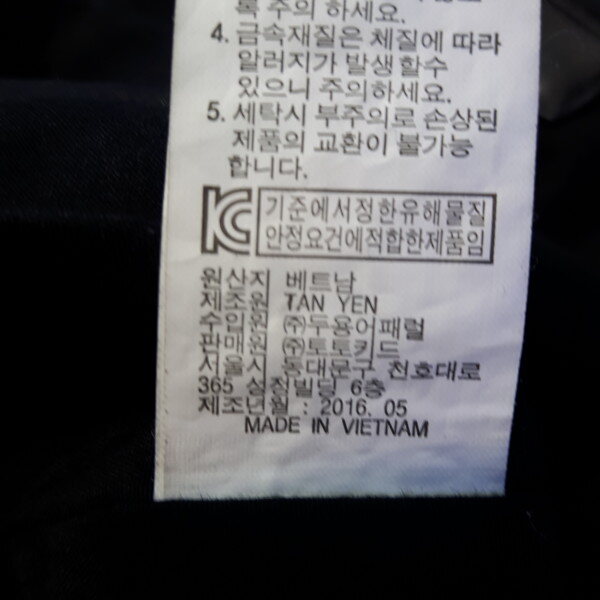 록 주의 하세요.
4. 금속재질은 체질에 따라
알러지가 발생할수
있으니 주의하세요.
5. 세탁시 부주의로 손상된
제품의 교환이 불가능
합니다.
KC
기준에서정한유해물질
안정요건에적합한제품임
원산지 베트남
제조원 TAN YEN
수입원 ㈜두용어패럴
판매원 ㈜토토키드
서울시 동대문구 천호대로
365 삼정빌딩 6층
제조년월 : 2016. 05
MADE IN VIETNAM